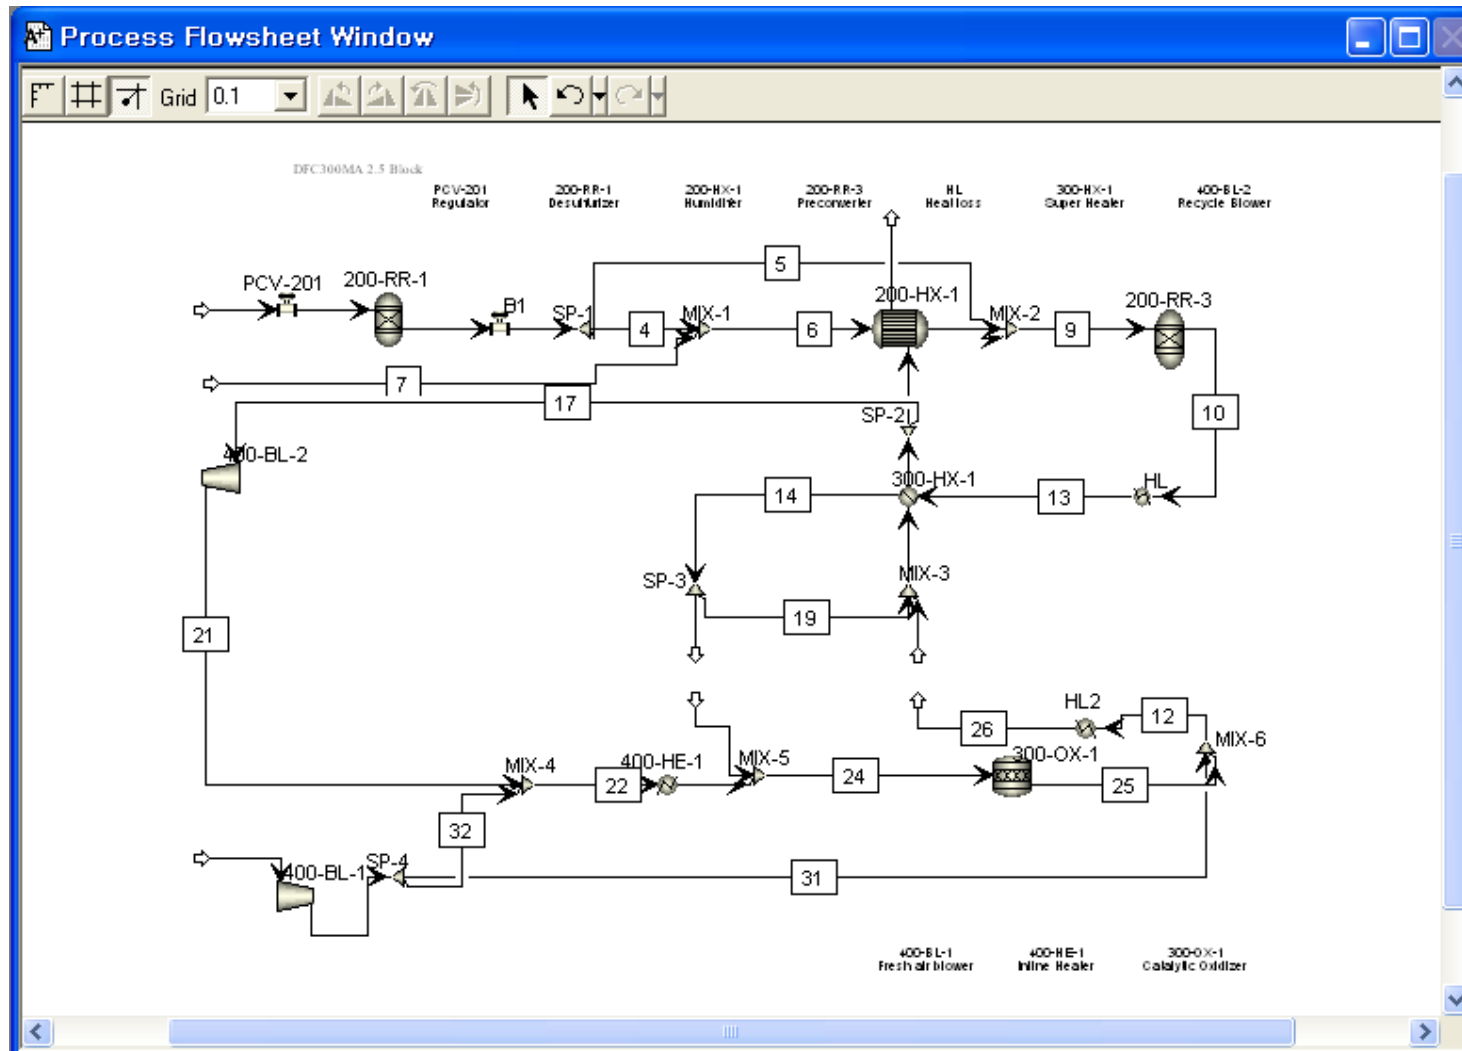 Process Flowsheet Window
Grid 0.1
DFC300MA 2.5 Block
PCV-201 200-RR-1 200-HX-1 200-RR-3 HL 300-HX-1 400-BL-2
Regulator Desulfurizer Humidifer Preconverter Heat loss Super Heater Recycle Blower
5
PCV-201 200-RR-1 200-HX-1 200-RR-3
B1 SP-1 MIX-1 MIX-2
4 6 9
7
17 10
SP-2
400-BL-2
300-HX-1 HL
14 13
SP-3 MIX-3
19
21
HL2 12
26 MIX-6
MIX-4 400-HE-1 MIX-5 300-OX-1
22 24 25
32
400-BL-1 SP-4
31
400-BL-1 400-HE-1 300-OX-1
Fresh air blower Inline Heater Catalytic Oxidizer